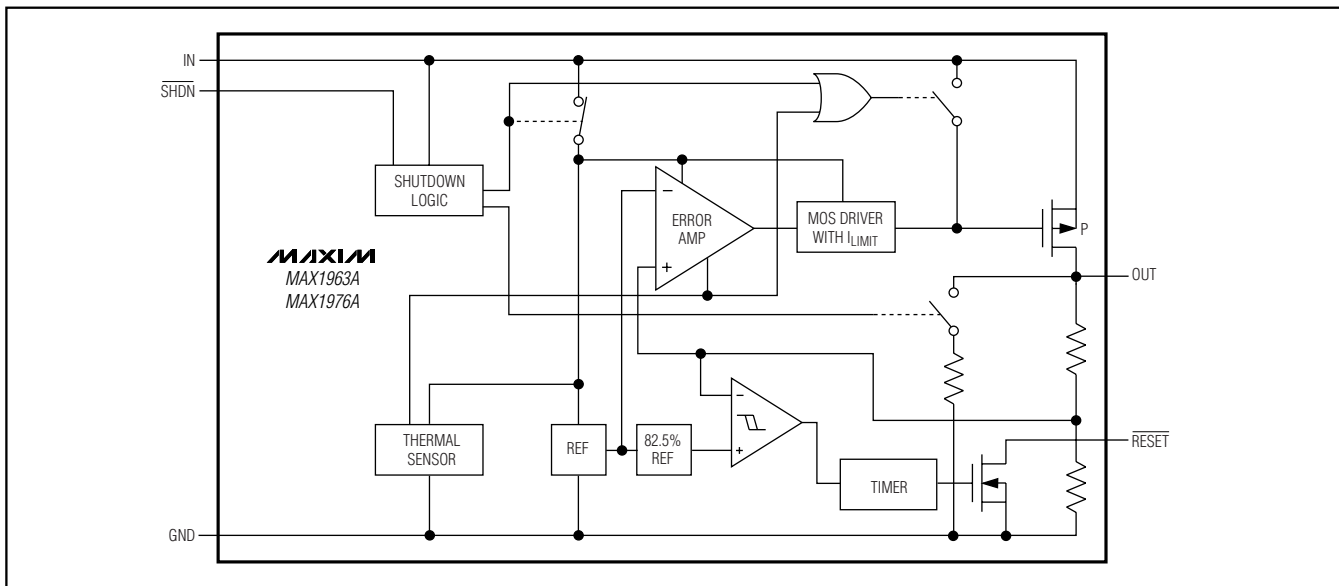 IN
SHDN
SHUTDOWN
LOGIC
MAXIM
MAX1963A
MAX1976A
−
ERROR
AMP
+
MOS DRIVER
WITH ILIMIT
P
OUT
−
+
THERMAL
SENSOR
REF
82.5%
REF
TIMER
RESET
GND